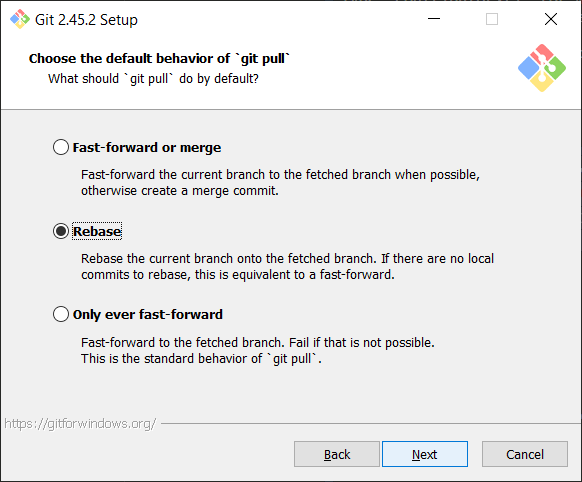 Git 2.45.2 Setup
Choose the default behavior of `git pull`
What should `git pull` do by default?
Fast-forward or merge
Fast-forward the current branch to the fetched branch when possible,
otherwise create a merge commit.
Rebase
Rebase the current branch onto the fetched branch. If there are no local
commits to rebase, this is equivalent to a fast-forward.
Only ever fast-forward
Fast-forward to the fetched branch. Fail if that is not possible.
This is the standard behavior of `git pull`.
https://gitforwindows.org/
Back Next Cancel